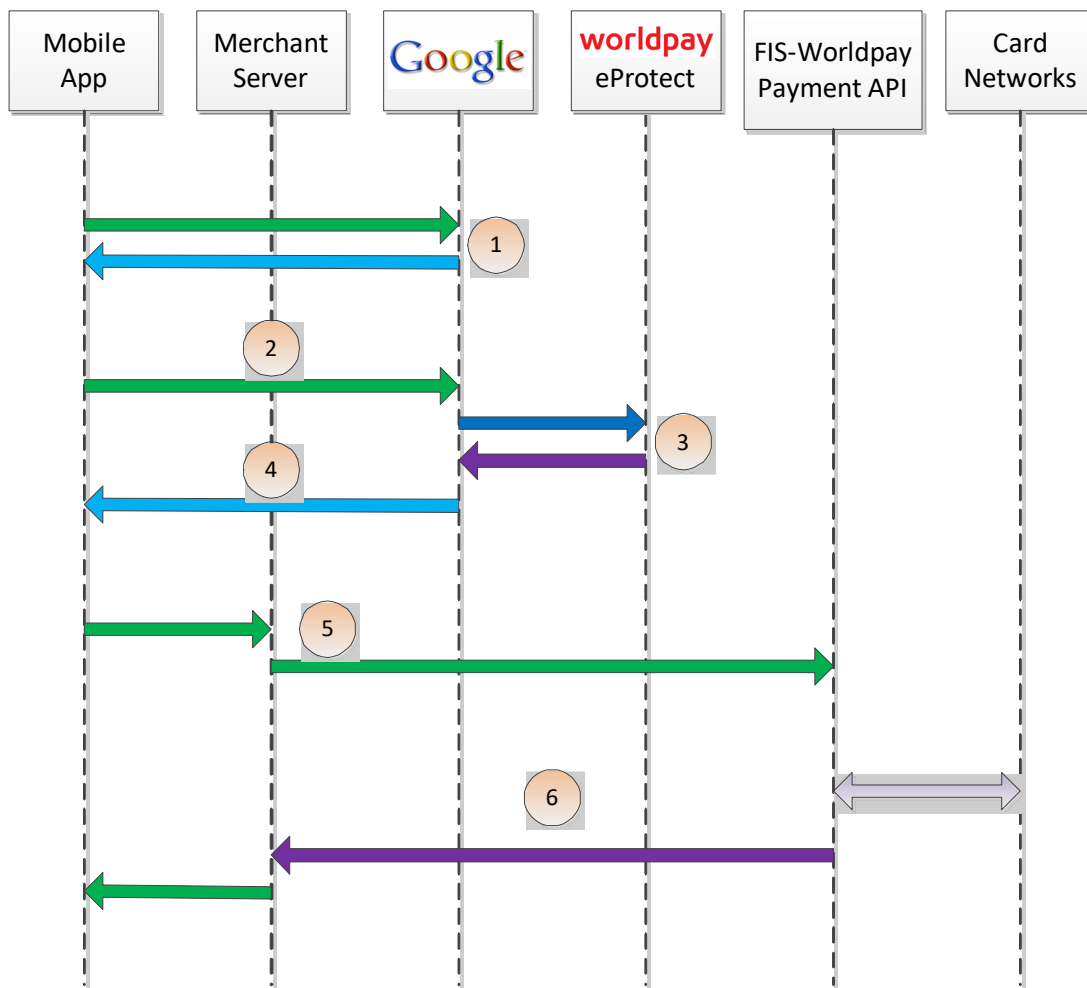 Mobile
App
Merchant
Server
Google
worldpay
eProtect
FIS-Worldpay
Payment API
Card
Networks
1
2
3
4
5
6